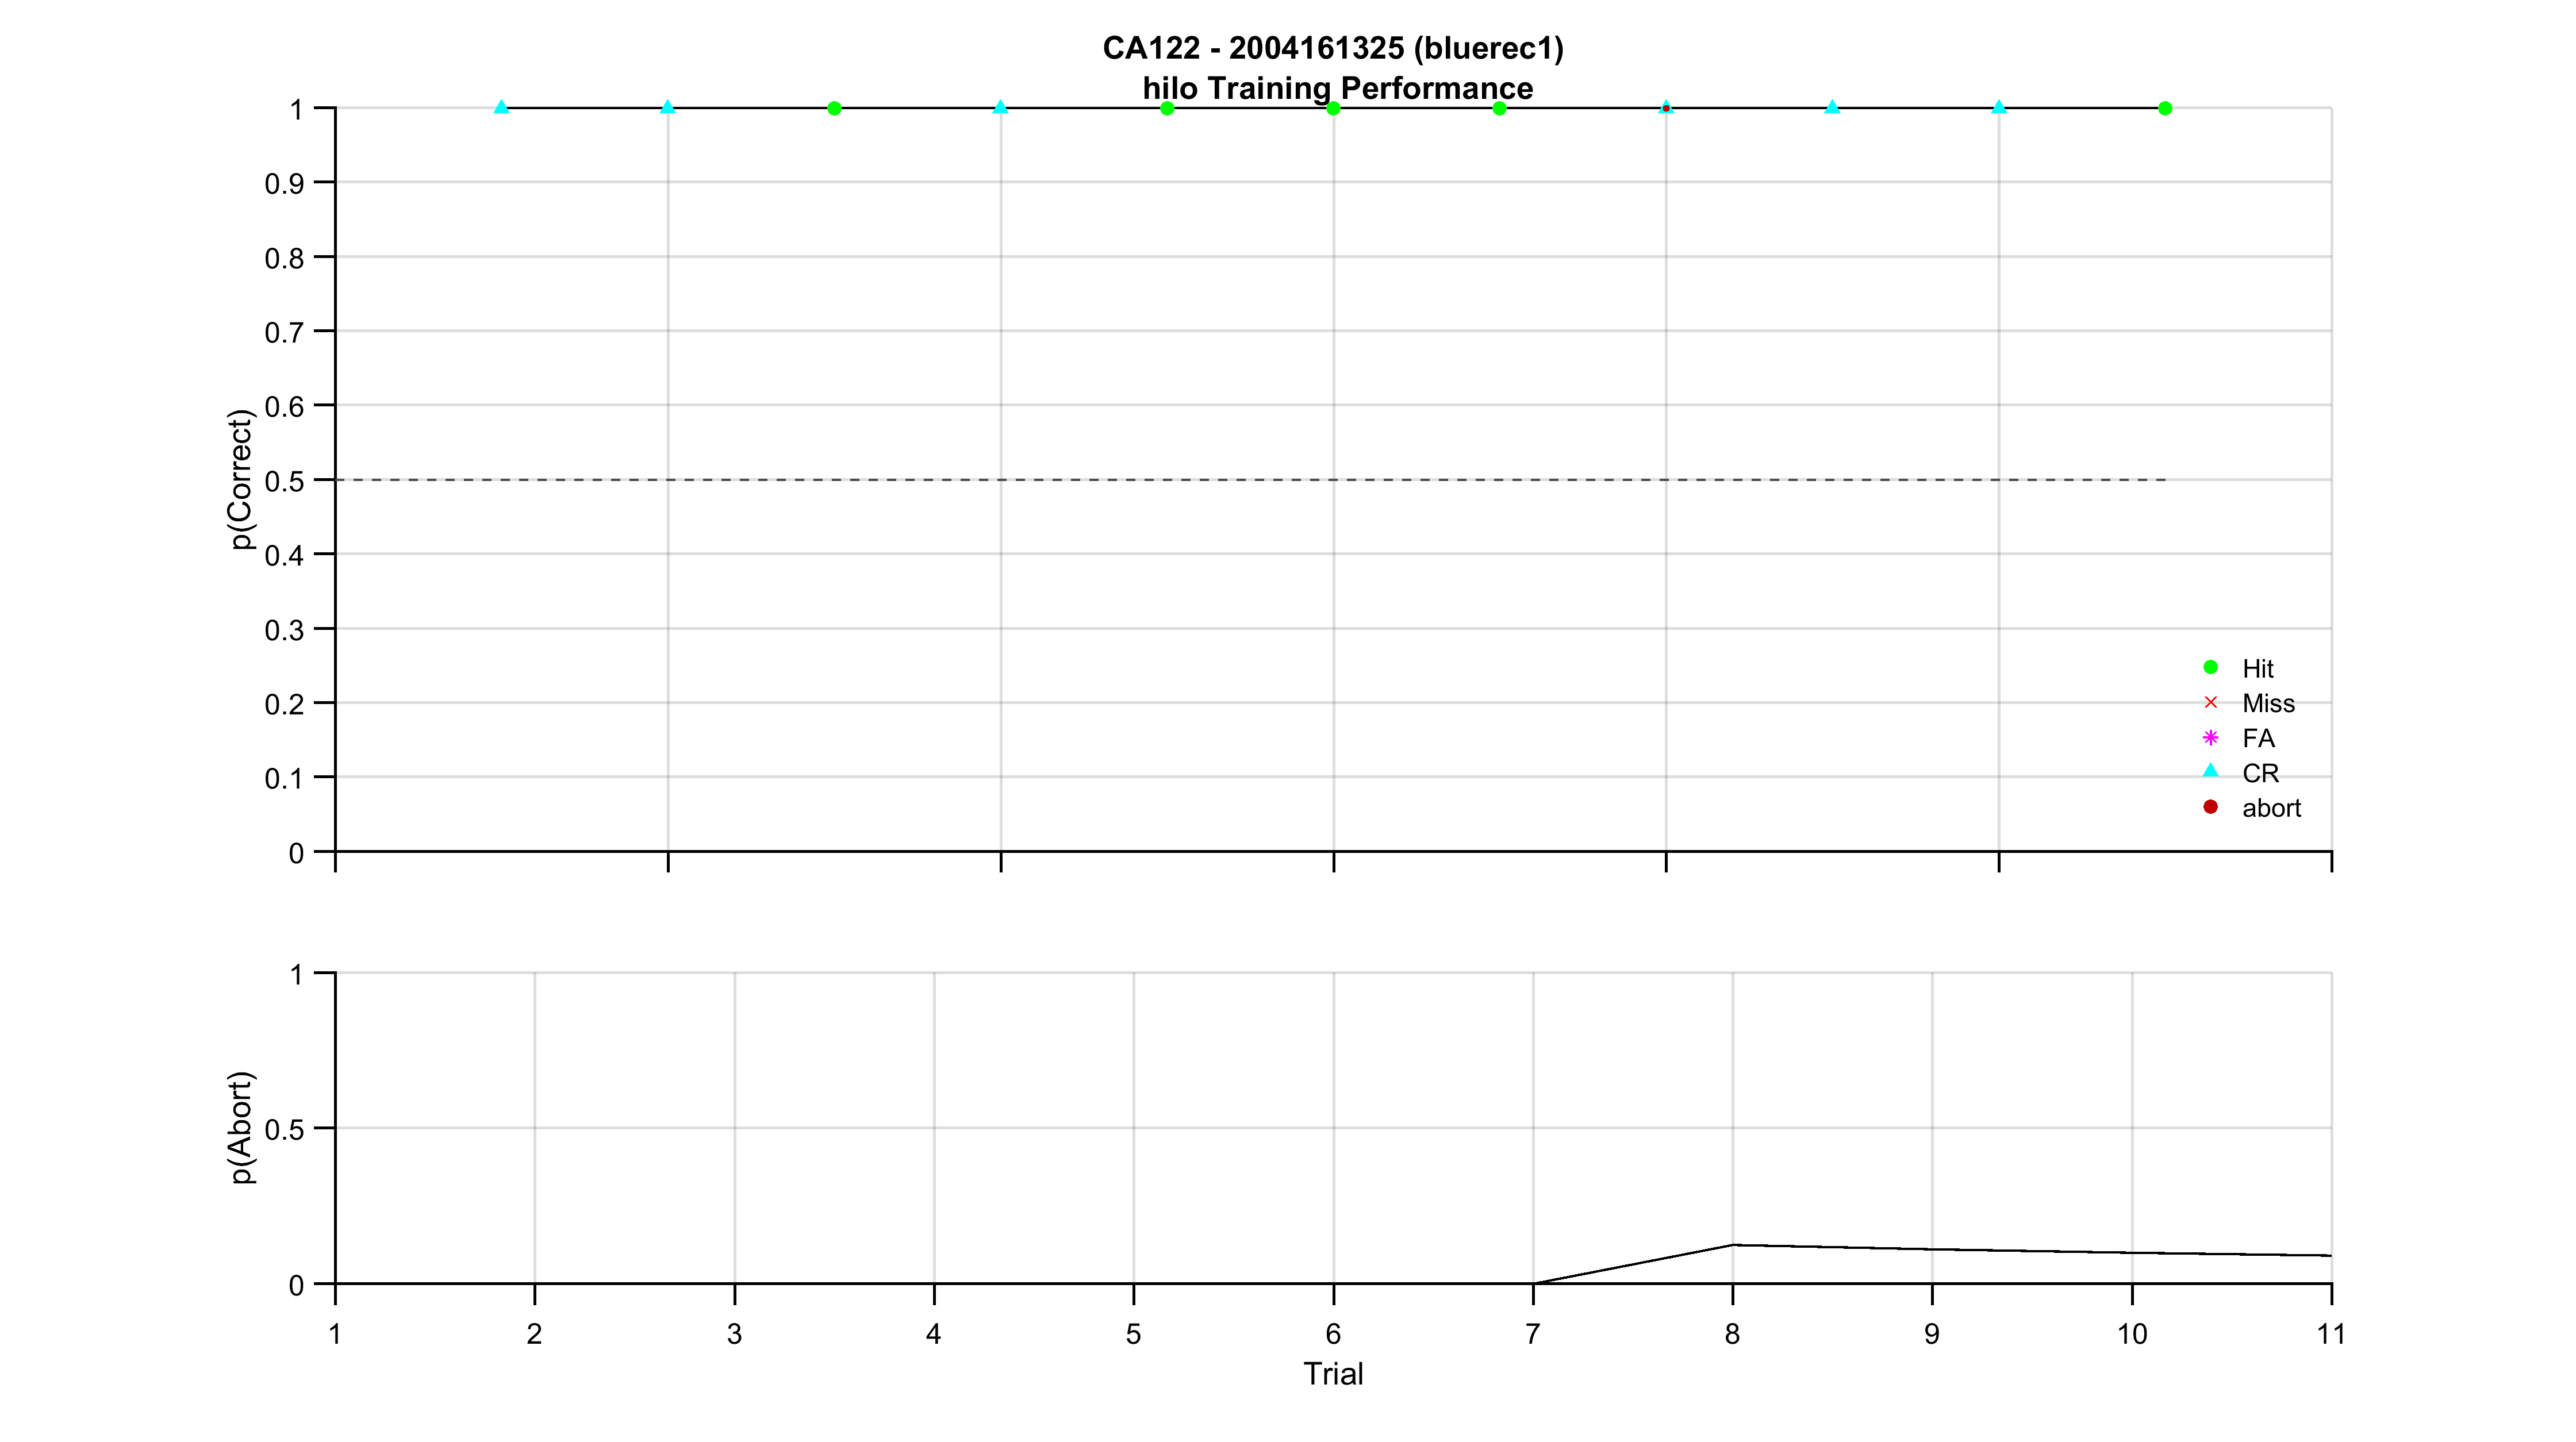 CA122 - 2004161325 (bluerec1)
hilo Training Performance
1
0.9
0.8
0.7
0.6
0.5
0.4
0.3
0.2
0.1
0
p(Correct)
Hit
Miss
FA
CR
abort
1
0.5
0
p(Abort)
1 2 3 4 5 6 7 8 9 10 11
Trial